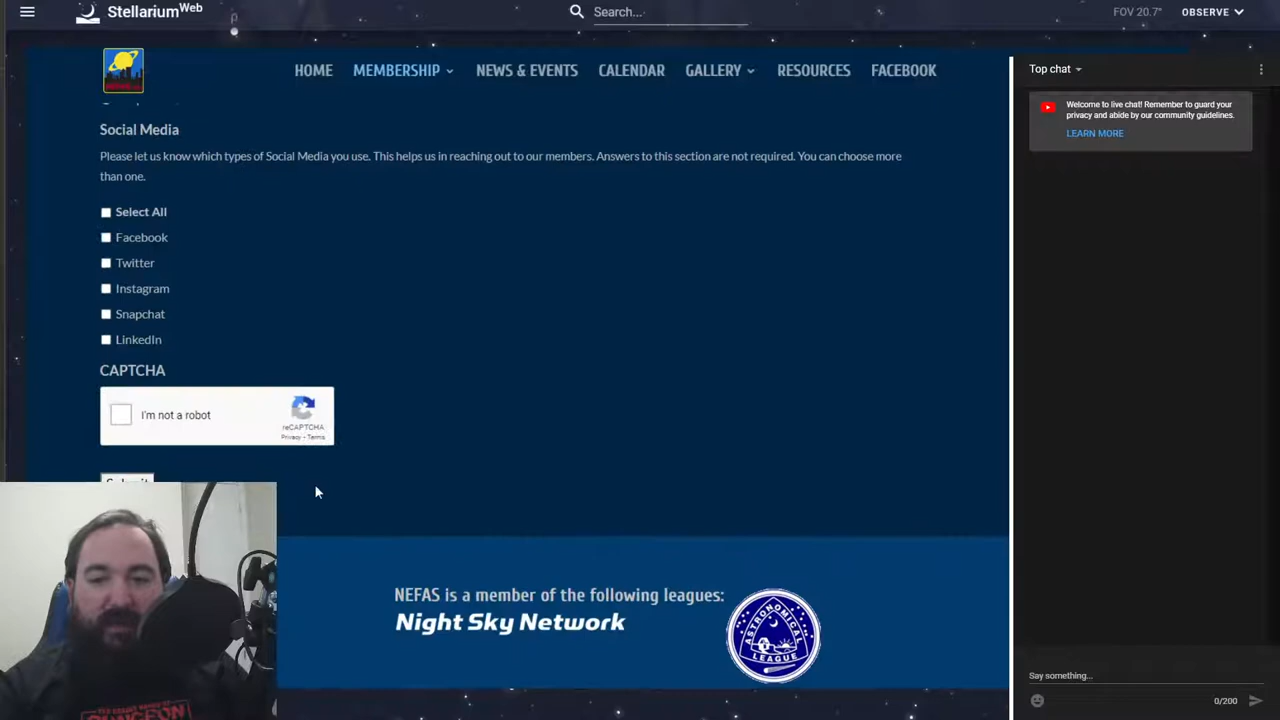 StellariumWeb
Search...
FOV 20.7°
OBSERVE
HOME
MEMBERSHIP
NEWS & EVENTS
CALENDAR
GALLERY
RESOURCES
FACEBOOK
Top chat
Welcome to live chat! Remember to guard your
privacy and abide by our community guidelines.
LEARN MORE
Social Media
Please let us know which types of Social Media you use. This helps us in reaching out to our members. Answers to this section are not required. You can choose more
than one.
Select All
Facebook
Twitter
Instagram
Snapchat
LinkedIn
CAPTCHA
I'm not a robot
reCAPTCHA
Privacy - Terms
Submit
NEFAS is a member of the following leagues:
Night Sky Network
ASTRONOMICAL
LEAGUE
Say something...
0/200